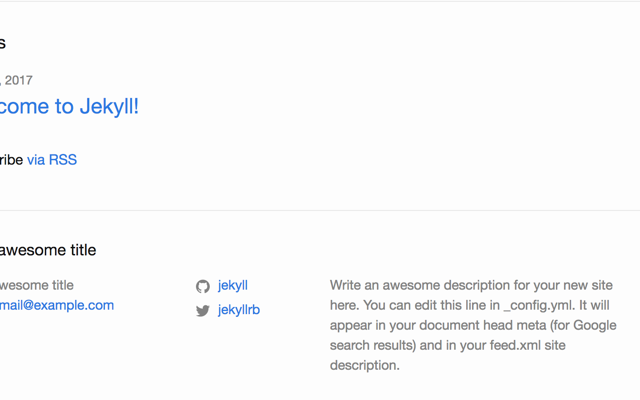 s
, 2017
come to Jekyll!
ribe via RSS
awesome title
wesome title
mail@example.com
jekyll
jekyllrb
Write an awesome description for your new site
here. You can edit this line in _config.yml. It will
appear in your document head meta (for Google
search results) and in your feed.xml site
description.